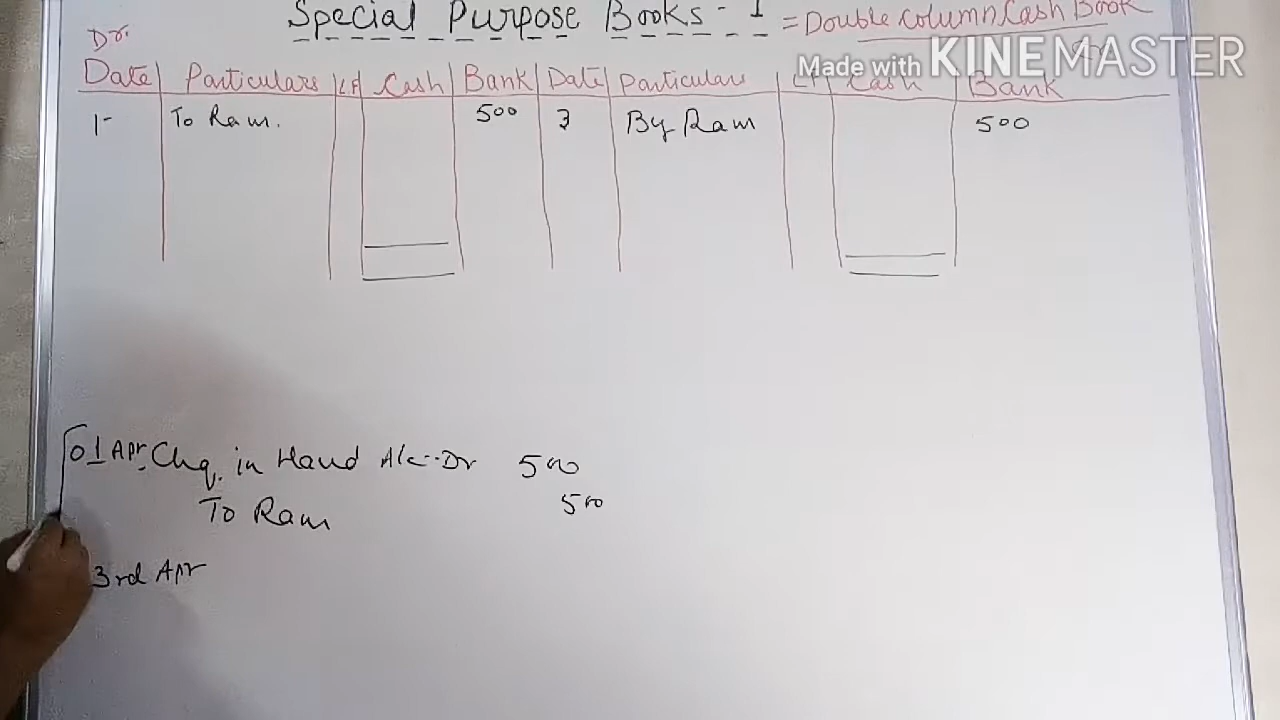 Special Purpose Books - I = Double column Cash Book
Dr.
Made with KINEMASTER
Date Particulars LF Cash Bank Date Particulars LF Cash Bank
1- To Ram. 500 3 By Ram 500
01 Apr. Chq. in Hand A/c -- Dr 500
To Ram 500
3rd Apr